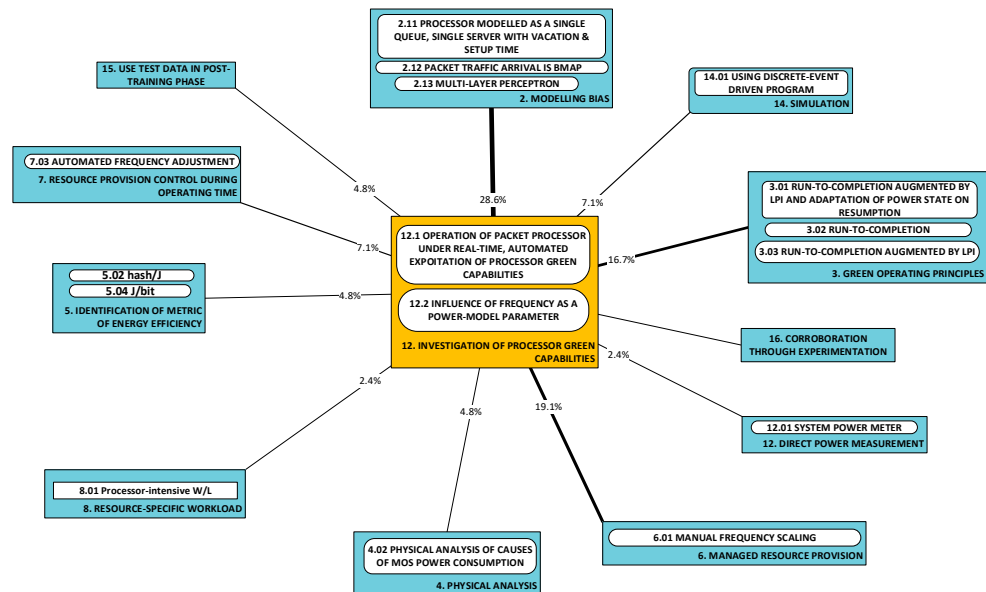 2.11 PROCESSOR MODELLED AS A SINGLE
QUEUE, SINGLE SERVER WITH VACATION &
SETUP TIME
2.12 PACKET TRAFFIC ARRIVAL IS BMAP
2.13 MULTI-LAYER PERCEPTRON
2. MODELLING BIAS
15. USE TEST DATA IN POST-
TRAINING PHASE
14.01 USING DISCRETE-EVENT
DRIVEN PROGRAM
14. SIMULATION
7.03 AUTOMATED FREQUENCY ADJUSTMENT
7. RESOURCE PROVISION CONTROL DURING
OPERATING TIME
4.8%
28.6%
7.1%
3.01 RUN-TO-COMPLETION AUGMENTED BY
LPI AND ADAPTATION OF POWER STATE ON
RESUMPTION
3.02 RUN-TO-COMPLETION
3.03 RUN-TO-COMPLETION AUGMENTED BY LPI
3. GREEN OPERATING PRINCIPLES
7.1%
16.7%
12.1 OPERATION OF PACKET PROCESSOR
UNDER REAL-TIME, AUTOMATED
EXPOITATION OF PROCESSOR GREEN
CAPABILITIES
12.2 INFLUENCE OF FREQUENCY AS A
POWER-MODEL PARAMETER
12. INVESTIGATION OF PROCESSOR GREEN
CAPABILITIES
5.02 hash/J
5.04 J/bit
5. IDENTIFICATION OF METRIC
OF ENERGY EFFICIENCY
4.8%
16. CORROBORATION
THROUGH EXPERIMENTATION
2.4%
2.4%
4.8%
19.1%
12.01 SYSTEM POWER METER
12. DIRECT POWER MEASUREMENT
8.01 Processor-intensive W/L
8. RESOURCE-SPECIFIC WORKLOAD
4.02 PHYSICAL ANALYSIS OF CAUSES
OF MOS POWER CONSUMPTION
4. PHYSICAL ANALYSIS
6.01 MANUAL FREQUENCY SCALING
6. MANAGED RESOURCE PROVISION